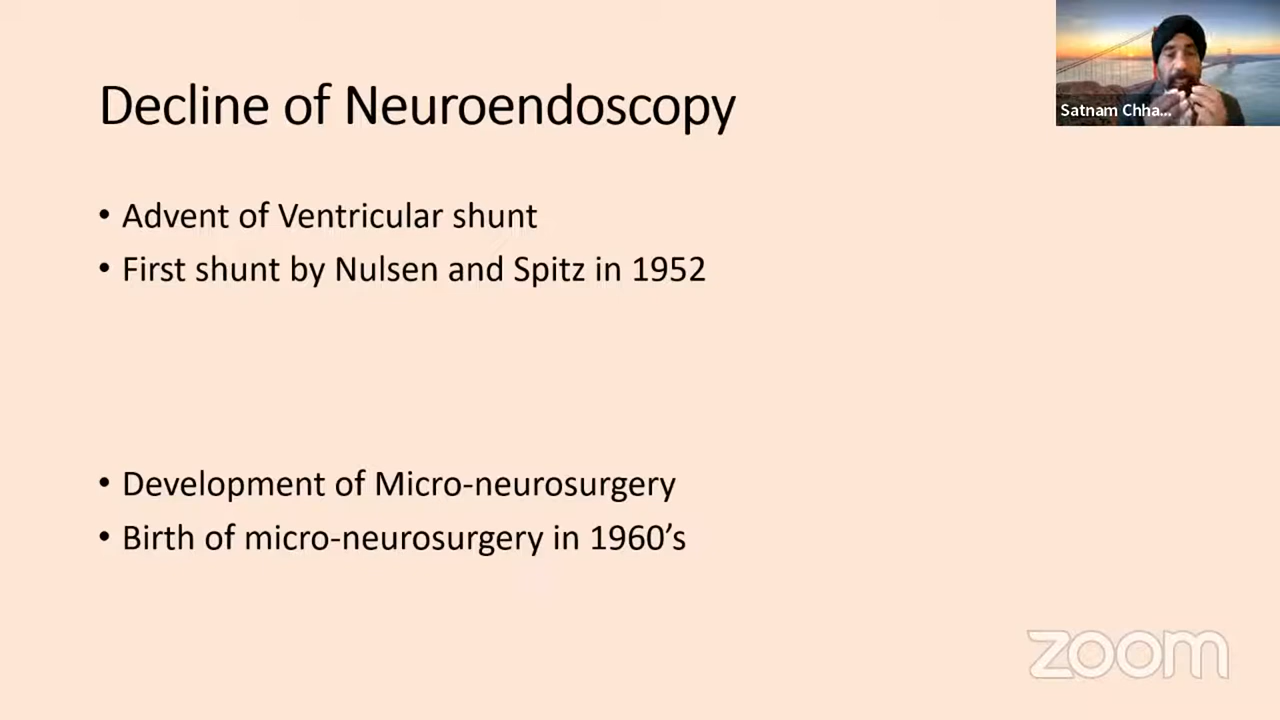 Decline of Neuroendoscopy
Satnam Chha...
• Advent of Ventricular shunt
• First shunt by Nulsen and Spitz in 1952
• Development of Micro-neurosurgery
• Birth of micro-neurosurgery in 1960’s
zoom